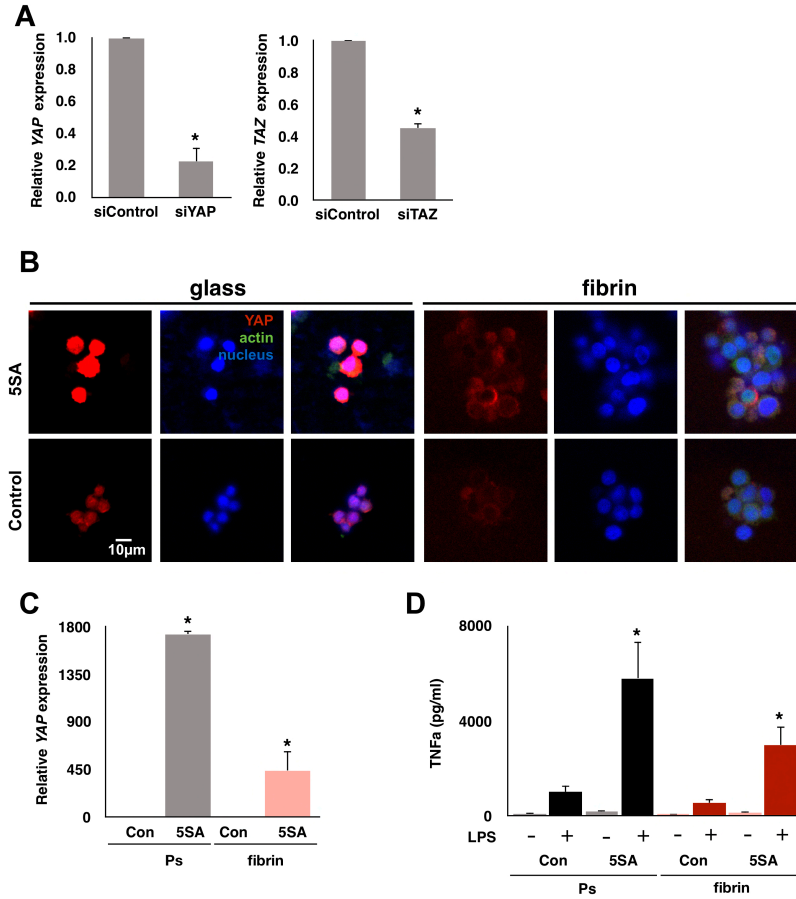 A
Relative YAP expression
1.0
0.8
0.6
0.4
0.2
0.0
*
siControl siYAP
Relative TAZ expression
1.0
0.8
0.6
0.4
0.2
0.0
*
siControl siTAZ
B
glass
fibrin
5SA
YAP
actin
nucleus
Control
10µm
C
Relative YAP expression
1800
1350
900
450
0
*
*
Con 5SA Con 5SA
Ps fibrin
D
TNFa (pg/ml)
8000
4000
0
*
*
LPS − + − + − + − +
Con 5SA Con 5SA
Ps fibrin